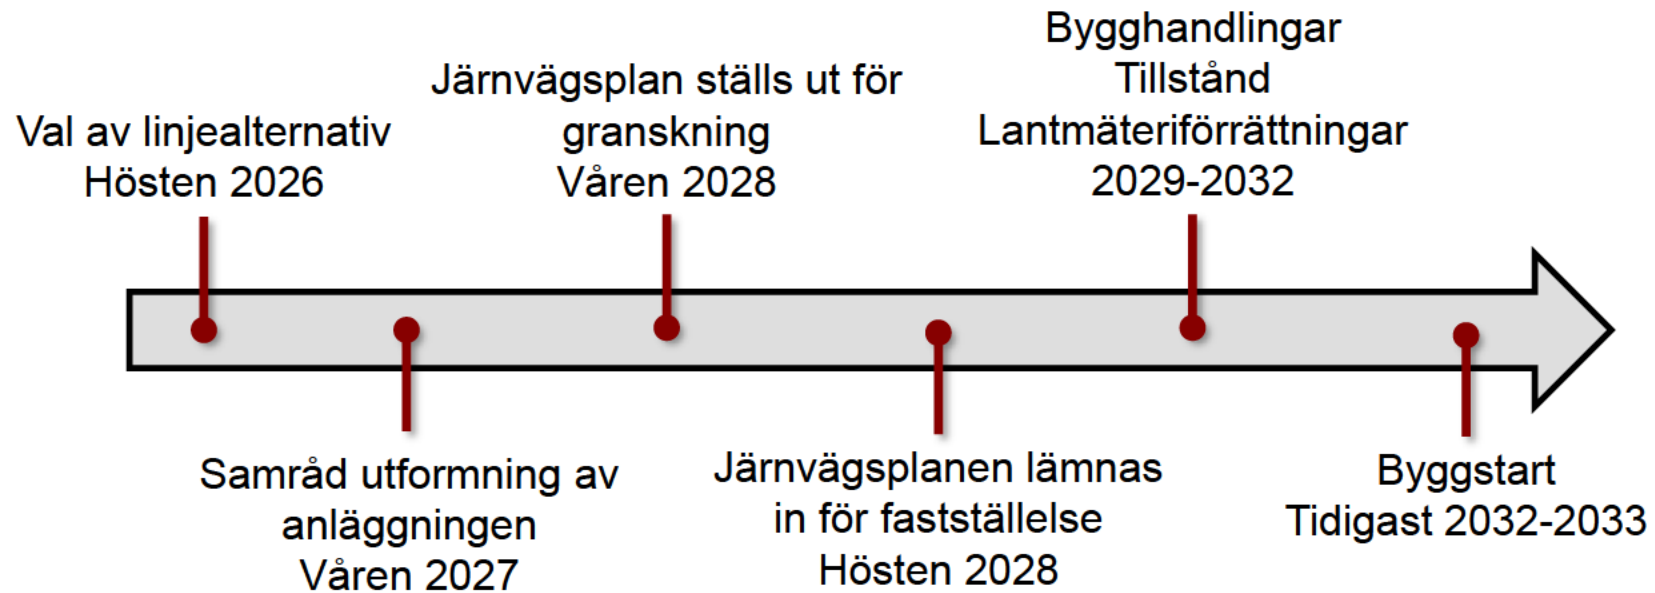 Val av linjealternativ
Hösten 2026
Samråd utformning av
anläggningen
Våren 2027
Järnvägsplan ställs ut för
granskning
Våren 2028
Järnvägsplanen lämnas
in för fastställelse
Hösten 2028
Bygghandlingar
Tillstånd
Lantmäteriförrättningar
2029-2032
Byggstart
Tidigast 2032-2033